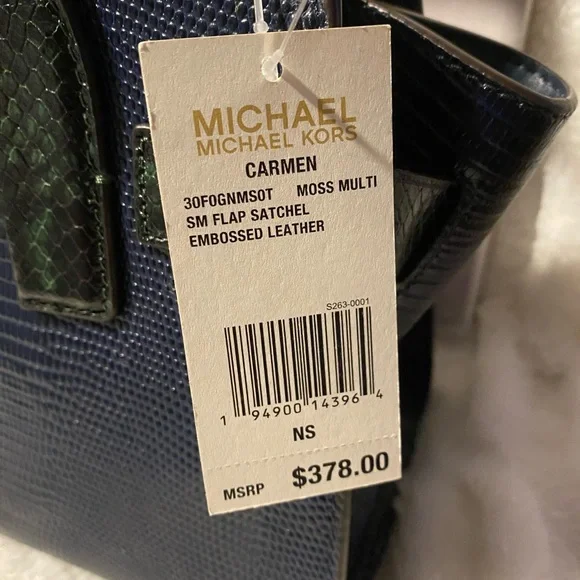 MICHAEL
MICHAEL KORS
CARMEN
30F0GNMS0T MOSS MULTI
SM FLAP SATCHEL
EMBOSSED LEATHER
S263-0001
1 94900 14396 4
NS
MSRP $378.00